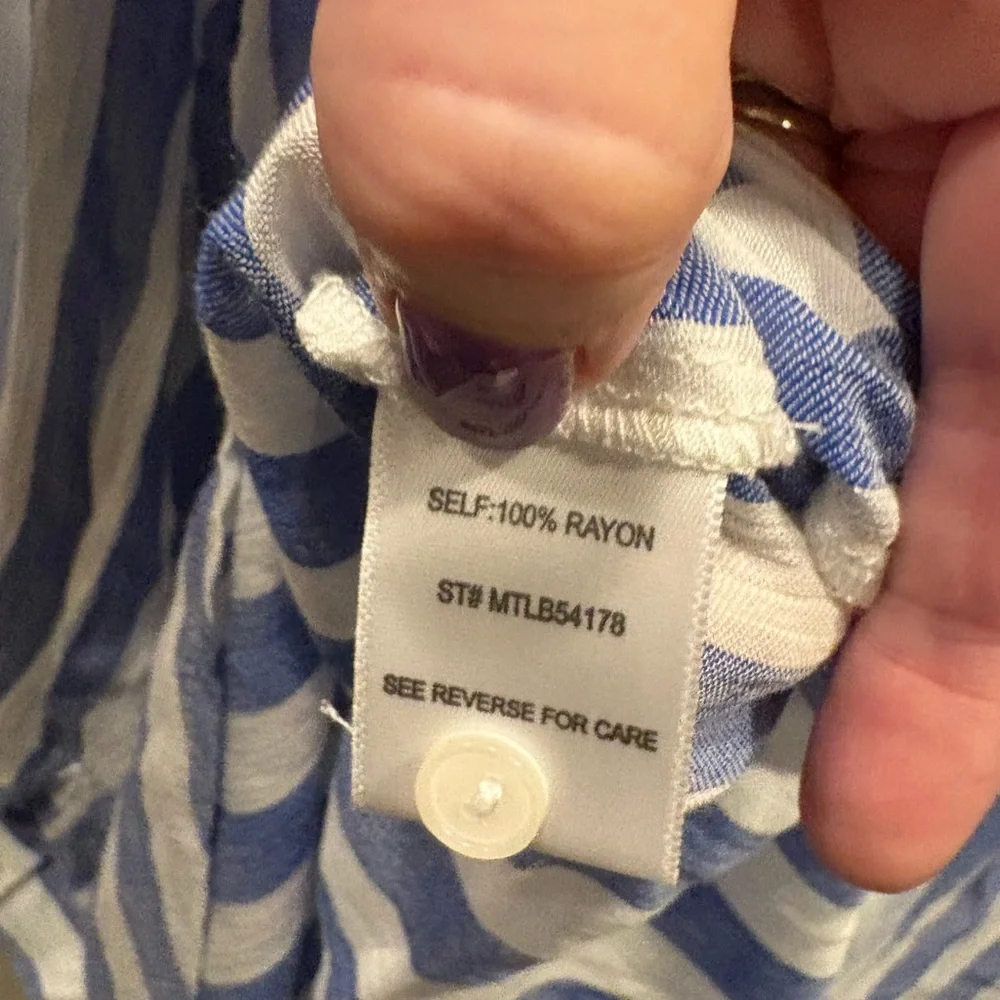 SELF:100% RAYON
ST# MTLB54178
SEE REVERSE FOR CARE